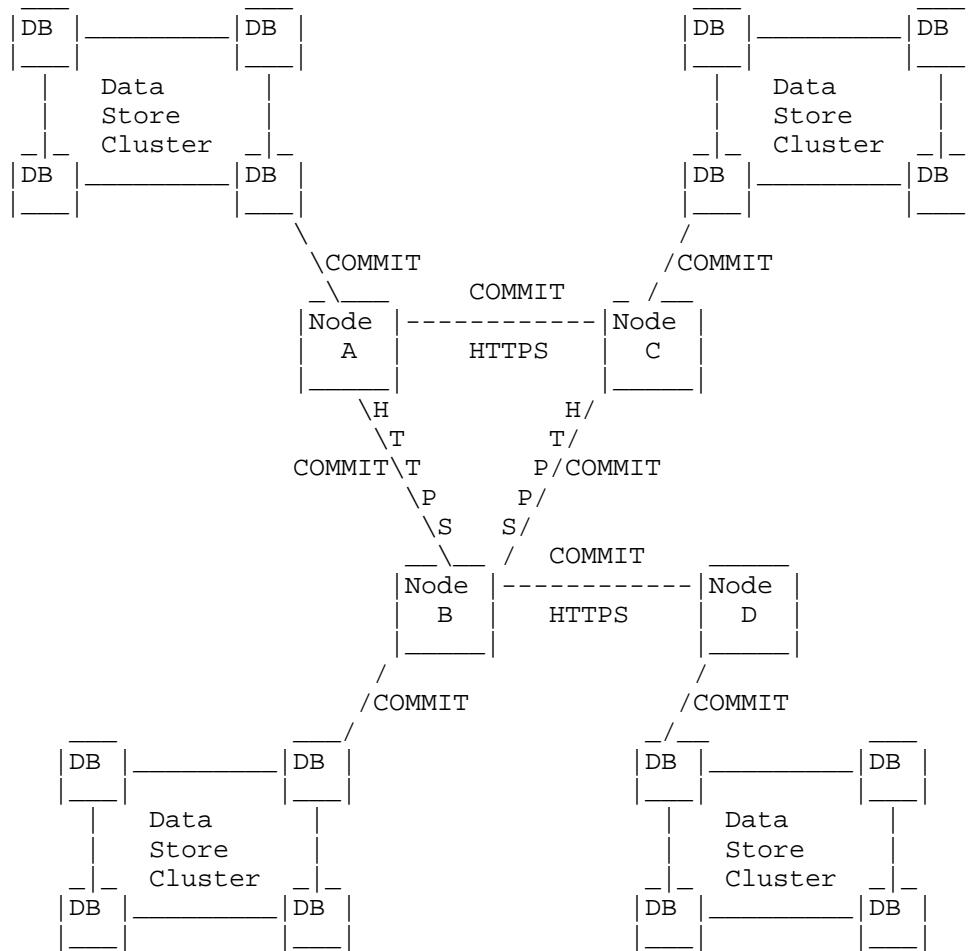 DB DB DB DB
Data Data
Store Store
Cluster Cluster
DB DB DB DB
COMMIT COMMIT
COMMIT
Node Node
A HTTPS C
H H
T T
COMMIT T P COMMIT
P P
S S
COMMIT
Node Node
B HTTPS D
COMMIT COMMIT
DB DB DB DB
Data Data
Store Store
Cluster Cluster
DB DB DB DB